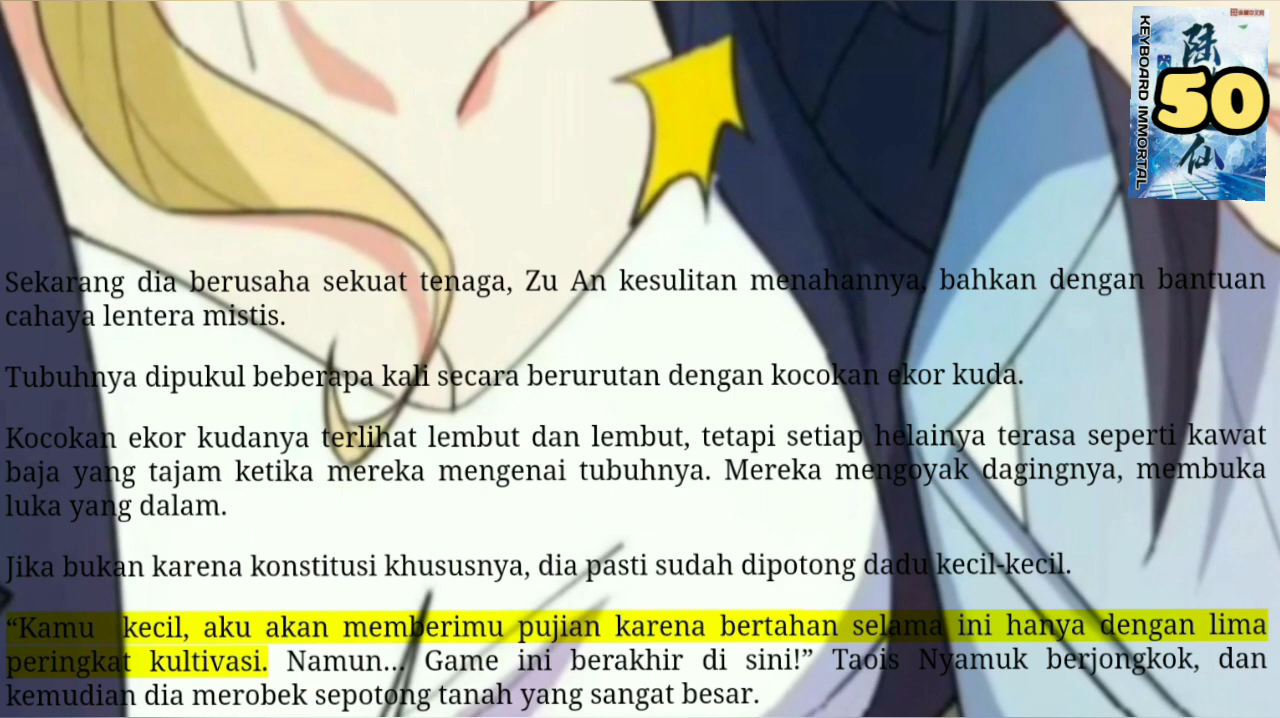 KEYBOARD IMMORTAL
陆
仙
50
Sekarang dia berusaha sekuat tenaga, Zu An kesulitan menahannya, bahkan dengan bantuan
cahaya lentera mistis.
Tubuhnya dipukul beberapa kali secara berurutan dengan kocokan ekor kuda.
Kocokan ekor kudanya terlihat lembut dan lembut, tetapi setiap helainya terasa seperti kawat
baja yang tajam ketika mereka mengenai tubuhnya. Mereka mengoyak dagingnya, membuka
luka yang dalam.
Jika bukan karena konstitusi khususnya, dia pasti sudah dipotong dadu kecil-kecil.
“Kamu kecil, aku akan memberimu pujian karena bertahan selama ini hanya dengan lima
peringkat kultivasi. Namun... Game ini berakhir di sini!” Taois Nyamuk berjongkok, dan
kemudian dia merobek sepotong tanah yang sangat besar.